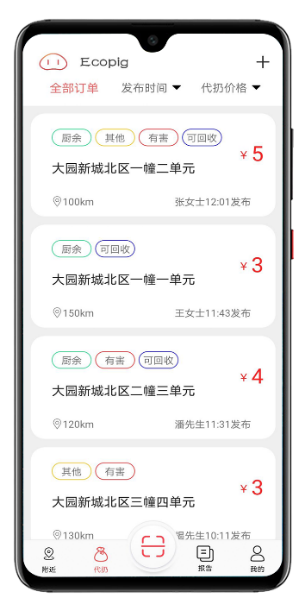 Ecopig +
全部订单 发布时间 代扔价格
厨余 其他 有害 可回收
大园新城北区一幢二单元 ¥ 5
100km 张女士12:01发布
厨余 可回收
大园新城北区一幢一单元 ¥ 3
150km 王女士11:43发布
厨余 有害 可回收
大园新城北区二幢三单元 ¥ 4
120km 潘先生11:31发布
其他 有害
大园新城北区三幢四单元 ¥ 3
130km 先生10:11发布
附近 代扔 报告 我的